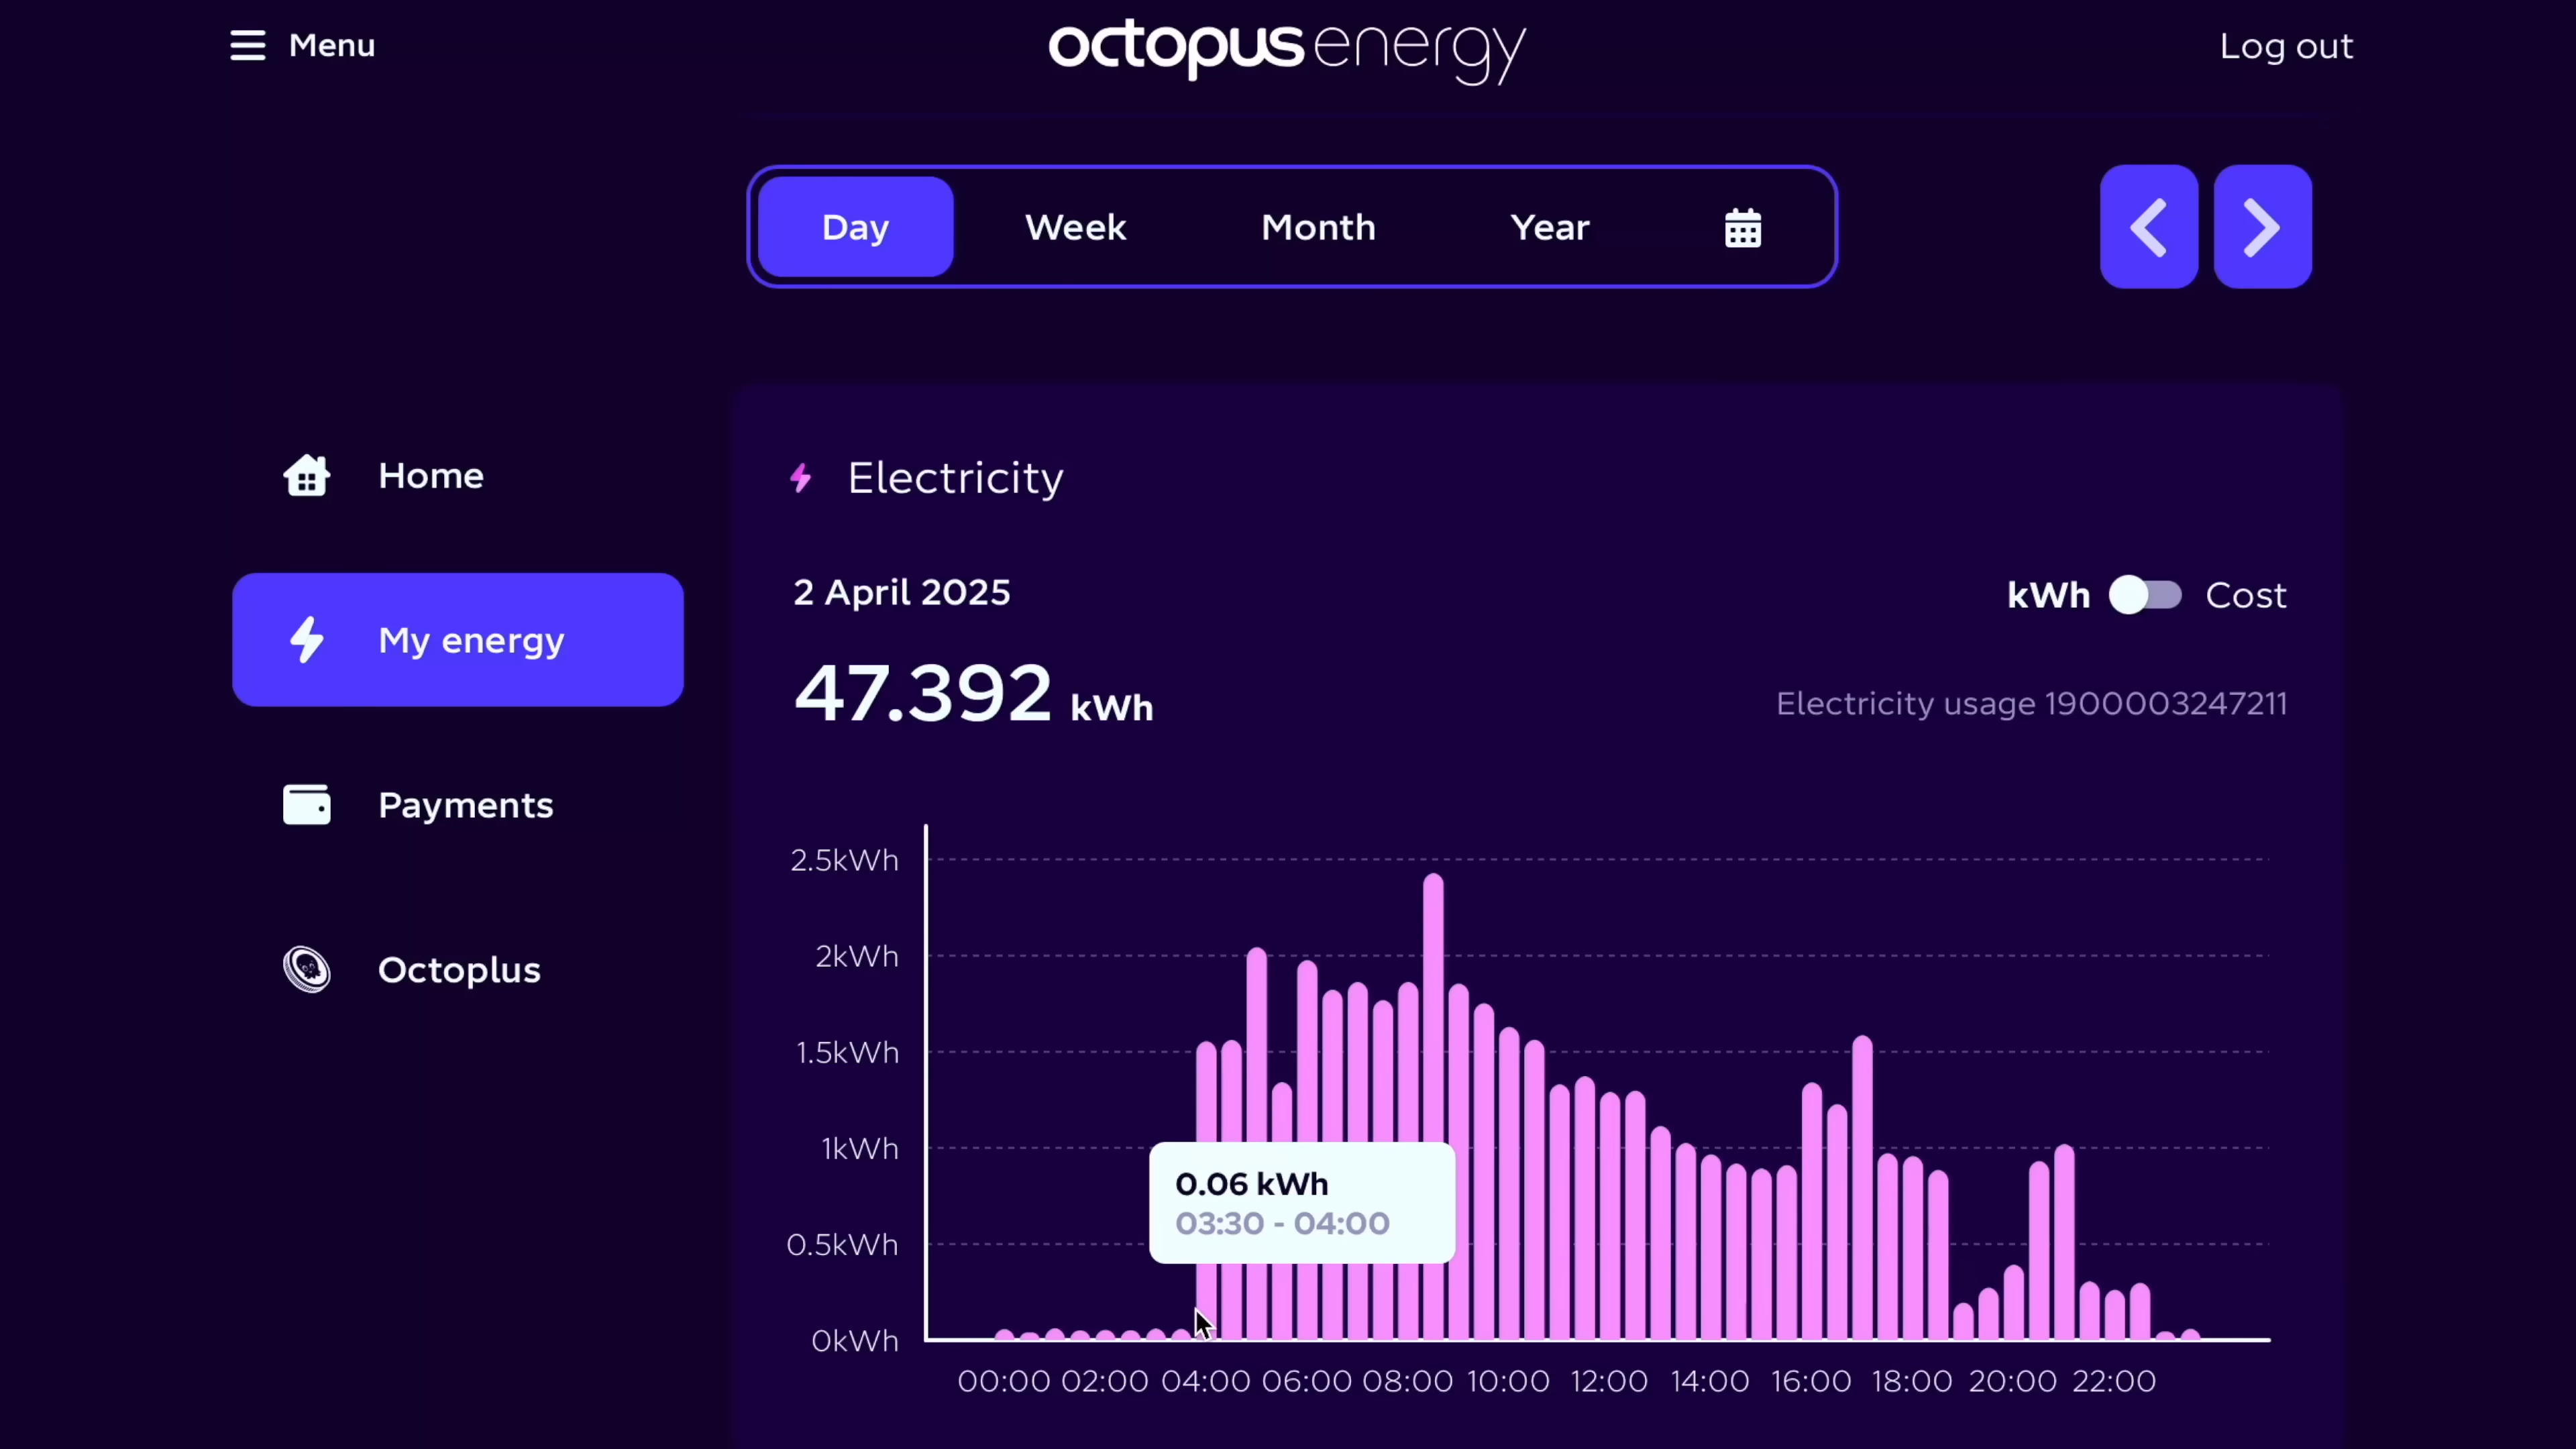 Menu
octopus energy
Log out
Day
Week
Month
Year
Home
My energy
Payments
Octoplus
Electricity
2 April 2025
kWh
Cost
47.392 kWh
Electricity usage 1900003247211
2.5kWh
2kWh
1.5kWh
1kWh
0.5kWh
0kWh
0.06 kWh
03:30 - 04:00
00:00 02:00 04:00 06:00 08:00 10:00 12:00 14:00 16:00 18:00 20:00 22:00